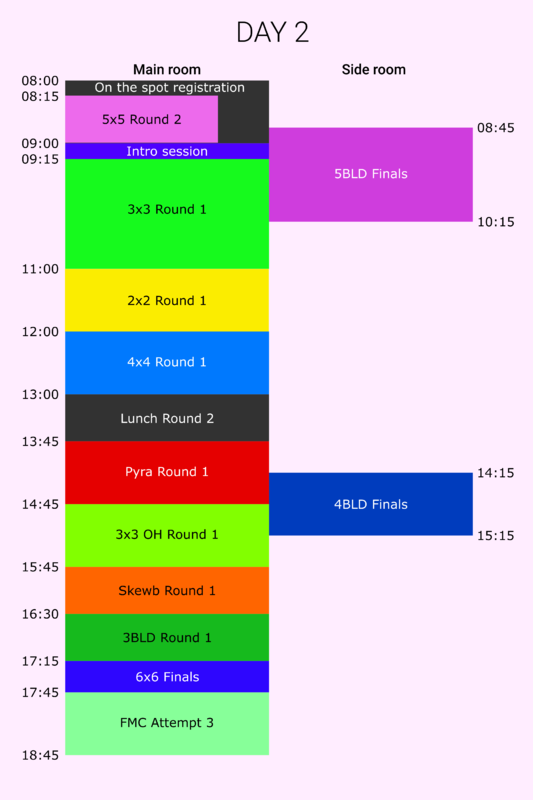 DAY 2
Main room
Side room
08:00
On the spot registration
08:15
5x5 Round 2
08:45
09:00
Intro session
09:15
5BLD Finals
3x3 Round 1
10:15
11:00
2x2 Round 1
12:00
4x4 Round 1
13:00
Lunch Round 2
13:45
Pyra Round 1
14:15
14:45
4BLD Finals
3x3 OH Round 1
15:15
15:45
Skewb Round 1
16:30
3BLD Round 1
17:15
6x6 Finals
17:45
FMC Attempt 3
18:45